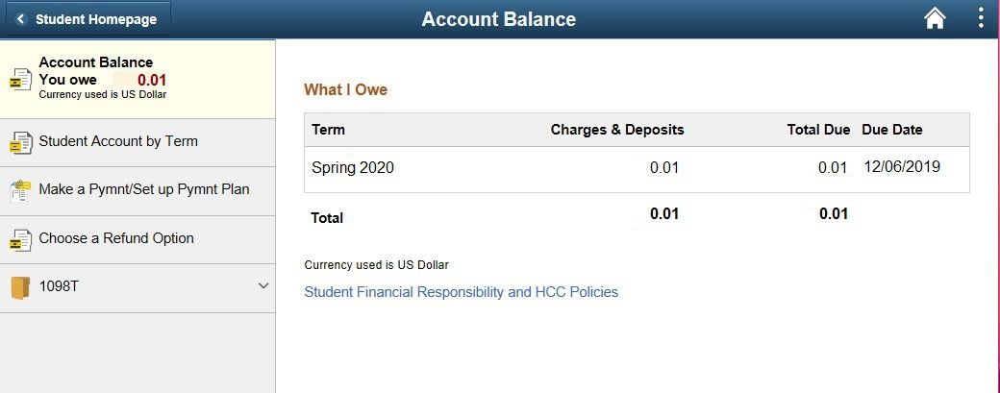 Student Homepage
Account Balance
Account Balance
You owe 0.01
Currency used is US Dollar
Student Account by Term
Make a Pymnt/Set up Pymnt Plan
Choose a Refund Option
1098T
What I Owe
Term Charges & Deposits Total Due Due Date
Spring 2020 0.01 0.01 12/06/2019
Total 0.01 0.01
Currency used is US Dollar
Student Financial Responsibility and HCC Policies